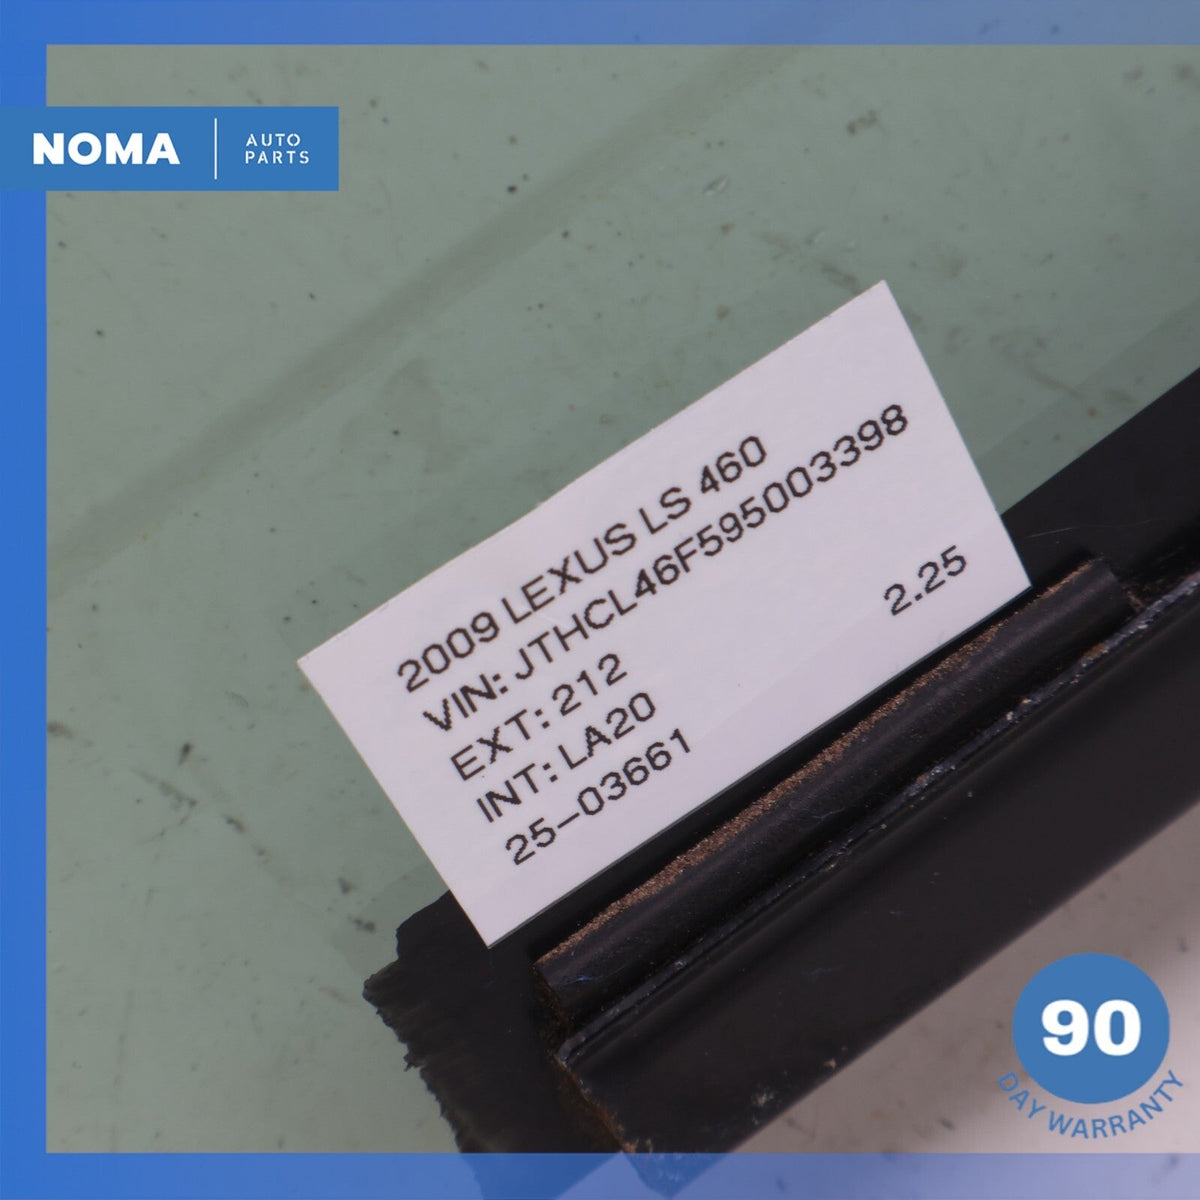 NOMA
AUTO
PARTS
2009 LEXUS LS 460
VIN: JTHCL46F595003398
EXT: 212
INT: LA20
25-03661
2.25
90
DAY WARRANTY